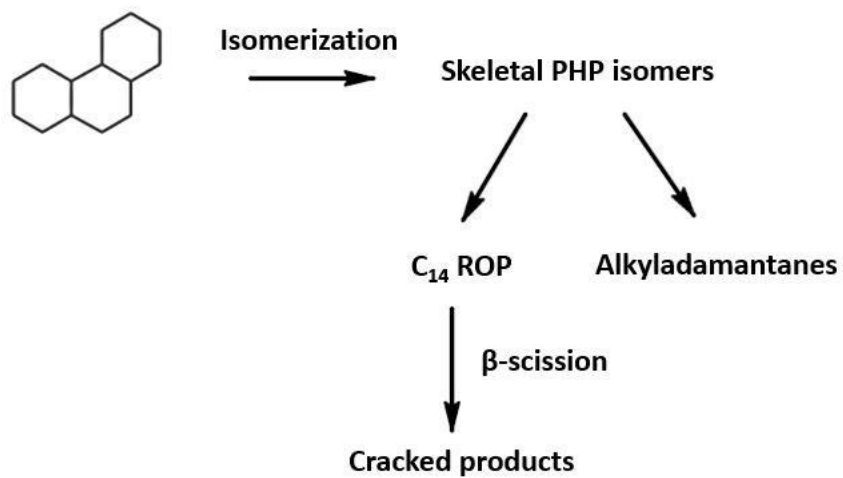 Isomerization
Skeletal PHP isomers
C₁₄ ROP
Alkyladamantanes
β-scission
Cracked products